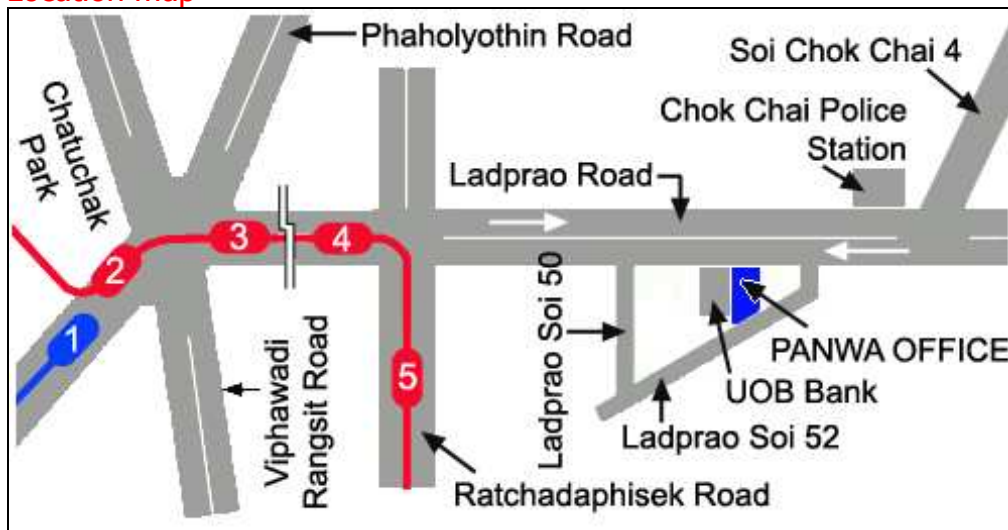 Location Map
Phaholyothin Road
Soi Chok Chai 4
Chatuchak
Park
Chok Chai Police
Station
Ladprao Road
2
3
4
1
5
Viphawadi
Rangsit Road
Ladprao Soi 50
PANWA OFFICE
UOB Bank
Ladprao Soi 52
Ratchadaphisek Road